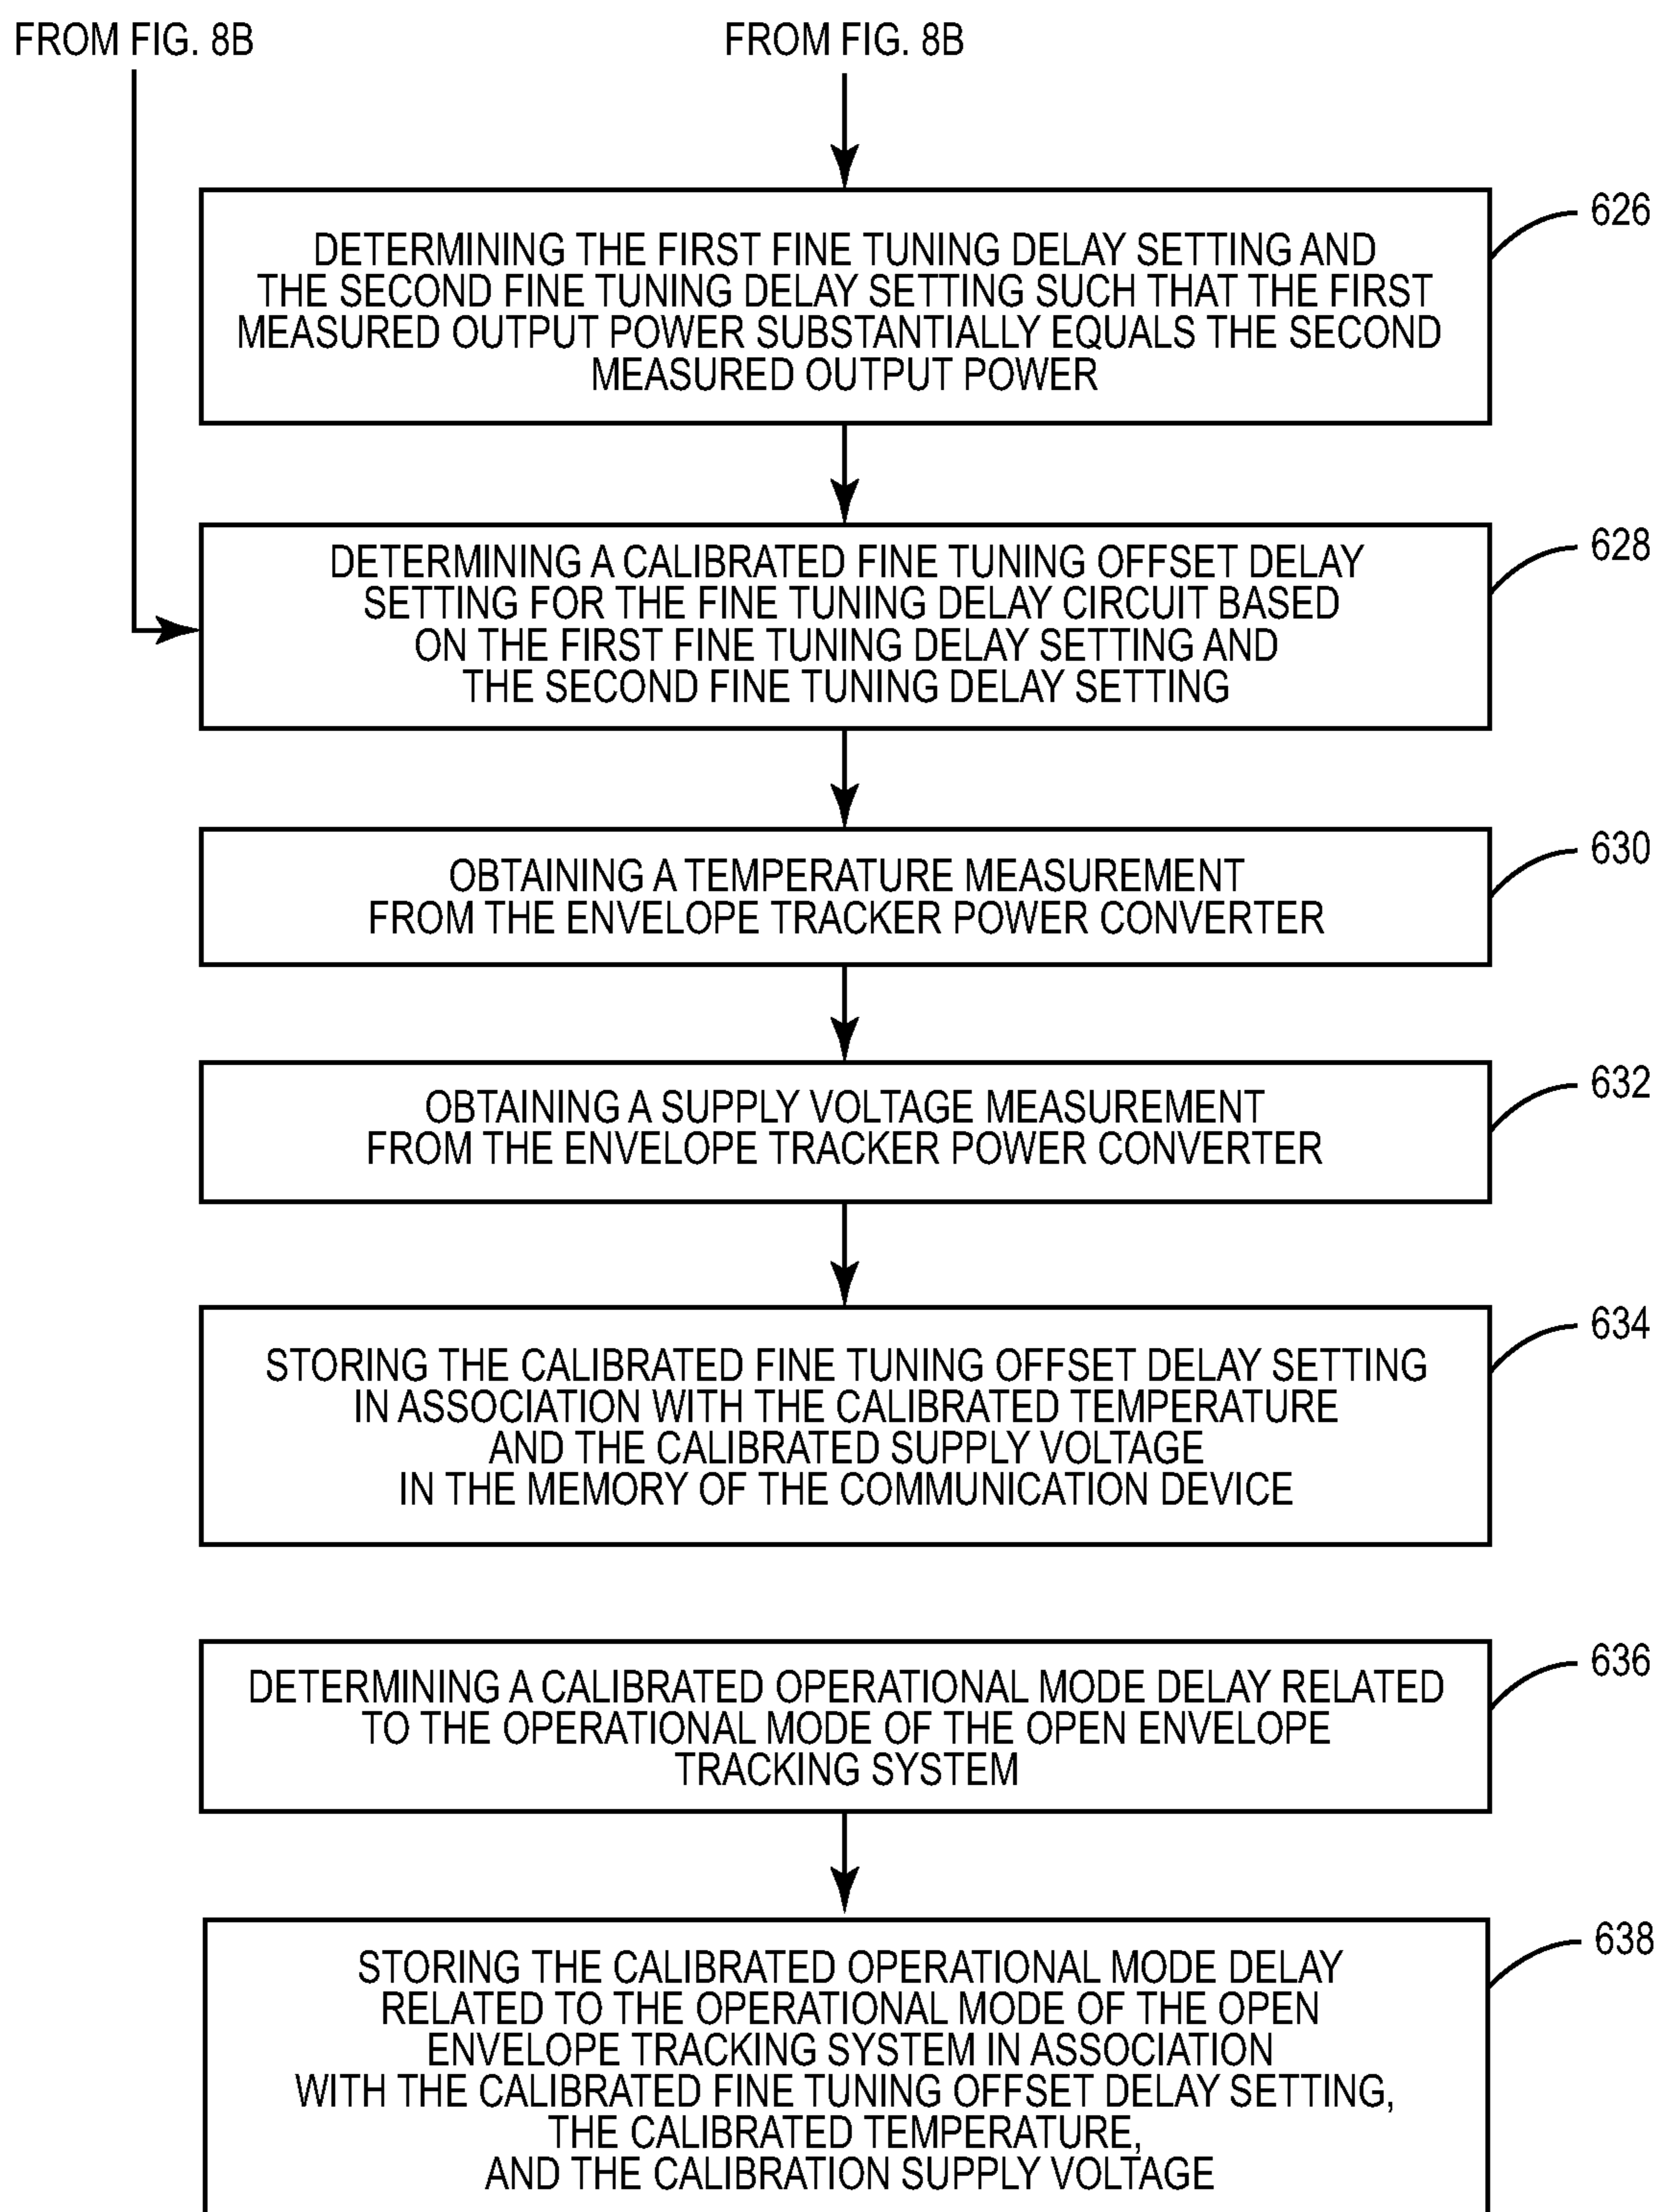 FROM FIG. 8B
FROM FIG. 8B
626
DETERMINING THE FIRST FINE TUNING DELAY SETTING AND
THE SECOND FINE TUNING DELAY SETTING SUCH THAT THE FIRST
MEASURED OUTPUT POWER SUBSTANTIALLY EQUALS THE SECOND
MEASURED OUTPUT POWER
628
DETERMINING A CALIBRATED FINE TUNING OFFSET DELAY
SETTING FOR THE FINE TUNING DELAY CIRCUIT BASED
ON THE FIRST FINE TUNING DELAY SETTING AND
THE SECOND FINE TUNING DELAY SETTING
630
OBTAINING A TEMPERATURE MEASUREMENT
FROM THE ENVELOPE TRACKER POWER CONVERTER
632
OBTAINING A SUPPLY VOLTAGE MEASUREMENT
FROM THE ENVELOPE TRACKER POWER CONVERTER
634
STORING THE CALIBRATED FINE TUNING OFFSET DELAY SETTING
IN ASSOCIATION WITH THE CALIBRATED TEMPERATURE
AND THE CALIBRATED SUPPLY VOLTAGE
IN THE MEMORY OF THE COMMUNICATION DEVICE
636
DETERMINING A CALIBRATED OPERATIONAL MODE DELAY RELATED
TO THE OPERATIONAL MODE OF THE OPEN ENVELOPE
TRACKING SYSTEM
638
STORING THE CALIBRATED OPERATIONAL MODE DELAY
RELATED TO THE OPERATIONAL MODE OF THE OPEN
ENVELOPE TRACKING SYSTEM IN ASSOCIATION
WITH THE CALIBRATED FINE TUNING OFFSET DELAY SETTING,
THE CALIBRATED TEMPERATURE,
AND THE CALIBRATION SUPPLY VOLTAGE